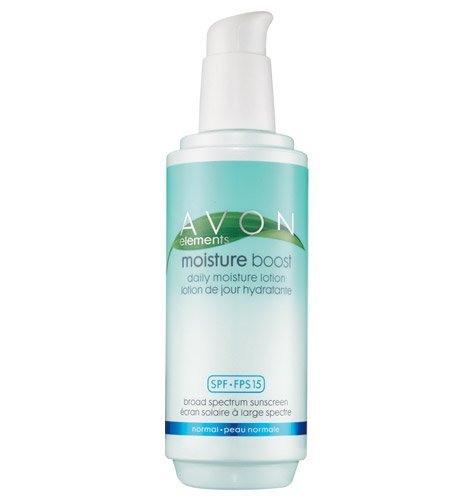 AVON
elements
moisture boost
daily moisture lotion
lotion de jour hydratante
SPF • FPS 15
broad spectrum sunscreen
écran solaire à large spectre
normal • peau normale